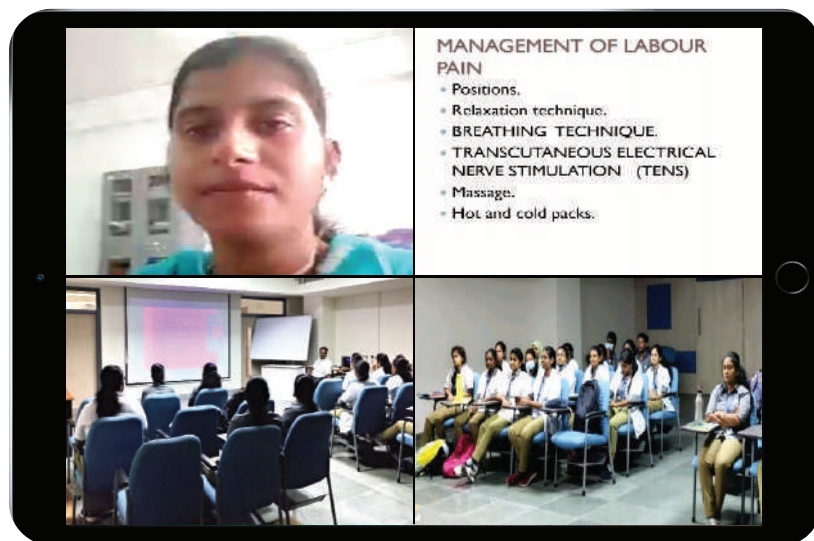 MANAGEMENT OF LABOUR
PAIN
Positions.
Relaxation technique.
BREATHING TECHNIQUE.
TRANSCUTANEOUS ELECTRICAL
NERVE STIMULATION (TENS)
Massage.
Hot and cold packs.